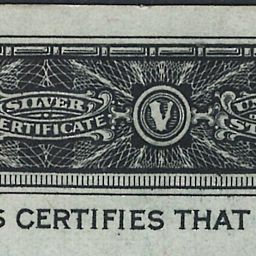 SILVER
CERTIFICATE
V
S CERTIFIES THAT